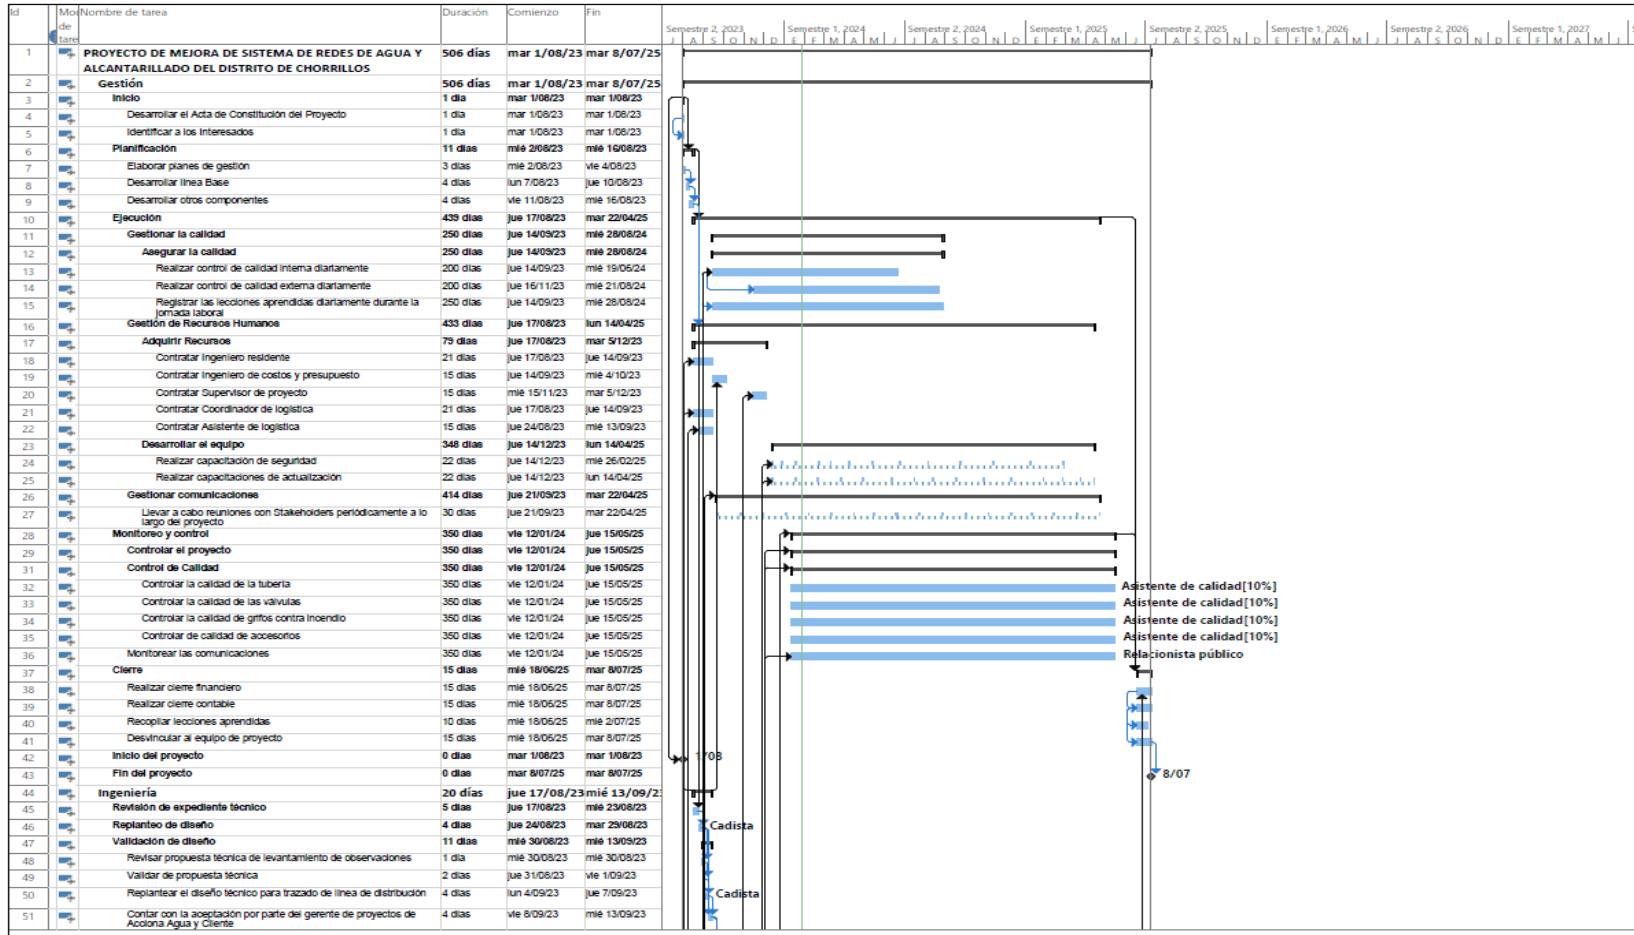 Id Mod de tare Nombre de tarea Duración Comienzo Fin
Semestre 2, 2023 Semestre 1, 2024 Semestre 2, 2024 Semestre 1, 2025 Semestre 2, 2025 Semestre 1, 2026 Semestre 2, 2026 Semestre 1, 2027
J A S O N D E F M A M J J A S O N D E F M A M J J A S O N D E F M A M J J A S O N D E F M A M J
1 PROYECTO DE MEJORA DE SISTEMA DE REDES DE AGUA Y 506 días mar 1/08/23 mar 8/07/25
ALCANTARILLADO DEL DISTRITO DE CHORRILLOS
2 Gestión 506 días mar 1/08/23 mar 8/07/25
3 Inicio 1 día mar 1/08/23 mar 1/08/23
4 Desarrollar el Acta de Constitución del Proyecto 1 día mar 1/08/23 mar 1/08/23
5 Identificar a los Interesados 1 día mar 1/08/23 mar 1/08/23
6 Planificación 11 días mié 2/08/23 mié 16/08/23
7 Elaborar planes de gestión 3 días mié 2/08/23 vie 4/08/23
8 Desarrollar línea Base 4 días lun 7/08/23 jue 10/08/23
9 Desarrollar otros componentes 4 días vie 11/08/23 mié 16/08/23
10 Ejecución 439 días jue 17/08/23 mar 22/04/25
11 Gestionar la calidad 250 días jue 14/09/23 mié 28/08/24
12 Asegurar la calidad 250 días jue 14/09/23 mié 28/08/24
13 Realizar control de calidad interna diariamente 200 días jue 14/09/23 mié 19/06/24
14 Realizar control de calidad externa diariamente 200 días jue 16/11/23 mié 21/08/24
15 Registrar las lecciones aprendidas diariamente durante la 250 días jue 14/09/23 mié 28/08/24
jornada laboral
16 Gestión de Recursos Humanos 433 días jue 17/08/23 lun 14/04/25
17 Adquirir Recursos 79 días jue 17/08/23 mar 5/12/23
18 Contratar Ingeniero residente 21 días jue 17/08/23 jue 14/09/23
19 Contratar Ingeniero de costos y presupuesto 15 días jue 14/09/23 mié 4/10/23
20 Contratar Supervisor de proyecto 15 días mié 15/11/23 mar 5/12/23
21 Contratar Coordinador de logística 21 días jue 17/08/23 jue 14/09/23
22 Contratar Asistente de logística 15 días jue 24/08/23 mié 13/09/23
23 Desarrollar el equipo 348 días jue 14/12/23 lun 14/04/25
24 Realizar capacitación de seguridad 22 días jue 14/12/23 mié 26/02/25
25 Realizar capacitaciones de actualización 22 días jue 14/12/23 lun 14/04/25
26 Gestionar comunicaciones 414 días jue 21/09/23 mar 22/04/25
27 Llevar a cabo reuniones con Stakeholders periódicamente a lo 30 días jue 21/09/23 mar 22/04/25
largo del proyecto
28 Monitoreo y control 350 días vie 12/01/24 jue 15/05/25
29 Controlar el proyecto 350 días vie 12/01/24 jue 15/05/25
31 Control de Calidad 350 días vie 12/01/24 jue 15/05/25
32 Controlar la calidad de la tubería 350 días vie 12/01/24 jue 15/05/25 Asistente de calidad[10%]
33 Controlar la calidad de las válvulas 350 días vie 12/01/24 jue 15/05/25 Asistente de calidad[10%]
34 Controlar la calidad de grifos contra incendio 350 días vie 12/01/24 jue 15/05/25 Asistente de calidad[10%]
35 Controlar de calidad de accesorios 350 días vie 12/01/24 jue 15/05/25 Asistente de calidad[10%]
36 Monitorear las comunicaciones 350 días vie 12/01/24 jue 15/05/25 Relacionista público
37 Cierre 15 días mié 18/06/25 mar 8/07/25
38 Realizar cierre financiero 15 días mié 18/06/25 mar 8/07/25
39 Realizar cierre contable 15 días mié 18/06/25 mar 8/07/25
40 Recopilar lecciones aprendidas 10 días mié 18/06/25 mié 2/07/25
41 Desvincular al equipo de proyecto 15 días mié 18/06/25 mar 8/07/25
42 Inicio del proyecto 0 días mar 1/08/23 mar 1/08/23 1/08
43 Fin del proyecto 0 días mar 8/07/25 mar 8/07/25 8/07
44 Ingeniería 20 días jue 17/08/23 mié 13/09/23
45 Revisión de expediente técnico 5 días jue 17/08/23 mié 23/08/23
46 Replanteo de diseño 4 días jue 24/08/23 mar 29/08/23 Cadista
47 Validación de diseño 11 días mié 30/08/23 mié 13/09/23
48 Revisar propuesta técnica de levantamiento de observaciones 1 día mié 30/08/23 mié 30/08/23
49 Validar de propuesta técnica 2 días jue 31/08/23 vie 1/09/23
50 Replantear el diseño técnico para trazado de línea de distribución 4 días lun 4/09/23 jue 7/09/23 Cadista
51 Contar con la aceptación por parte del gerente de proyectos de 4 días vie 8/09/23 mié 13/09/23
Acciona Agua y Cliente